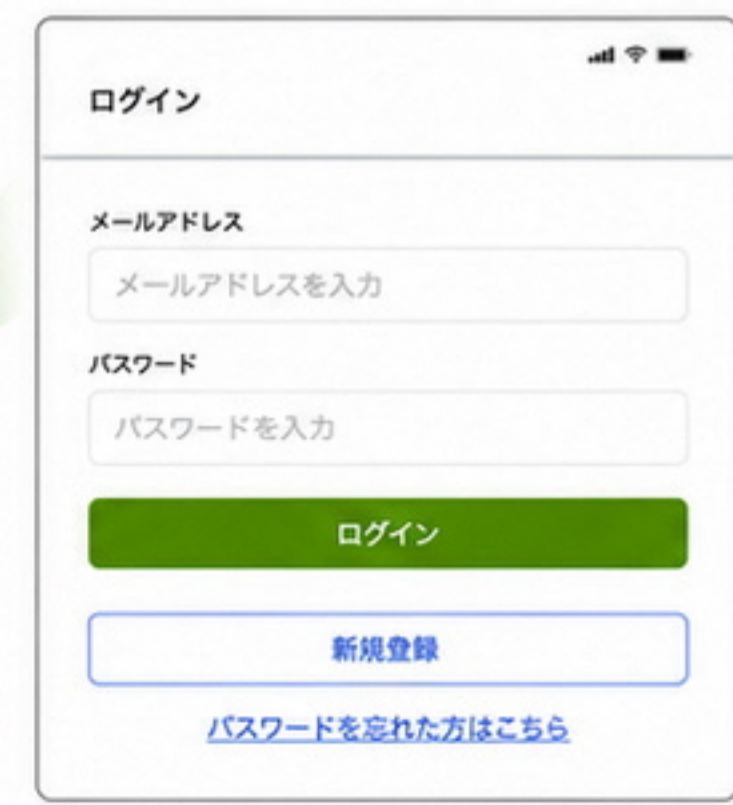 ログイン
メールアドレス
メールアドレスを入力
パスワード
パスワードを入力
ログイン
新規登録
パスワードを忘れた方はこちら